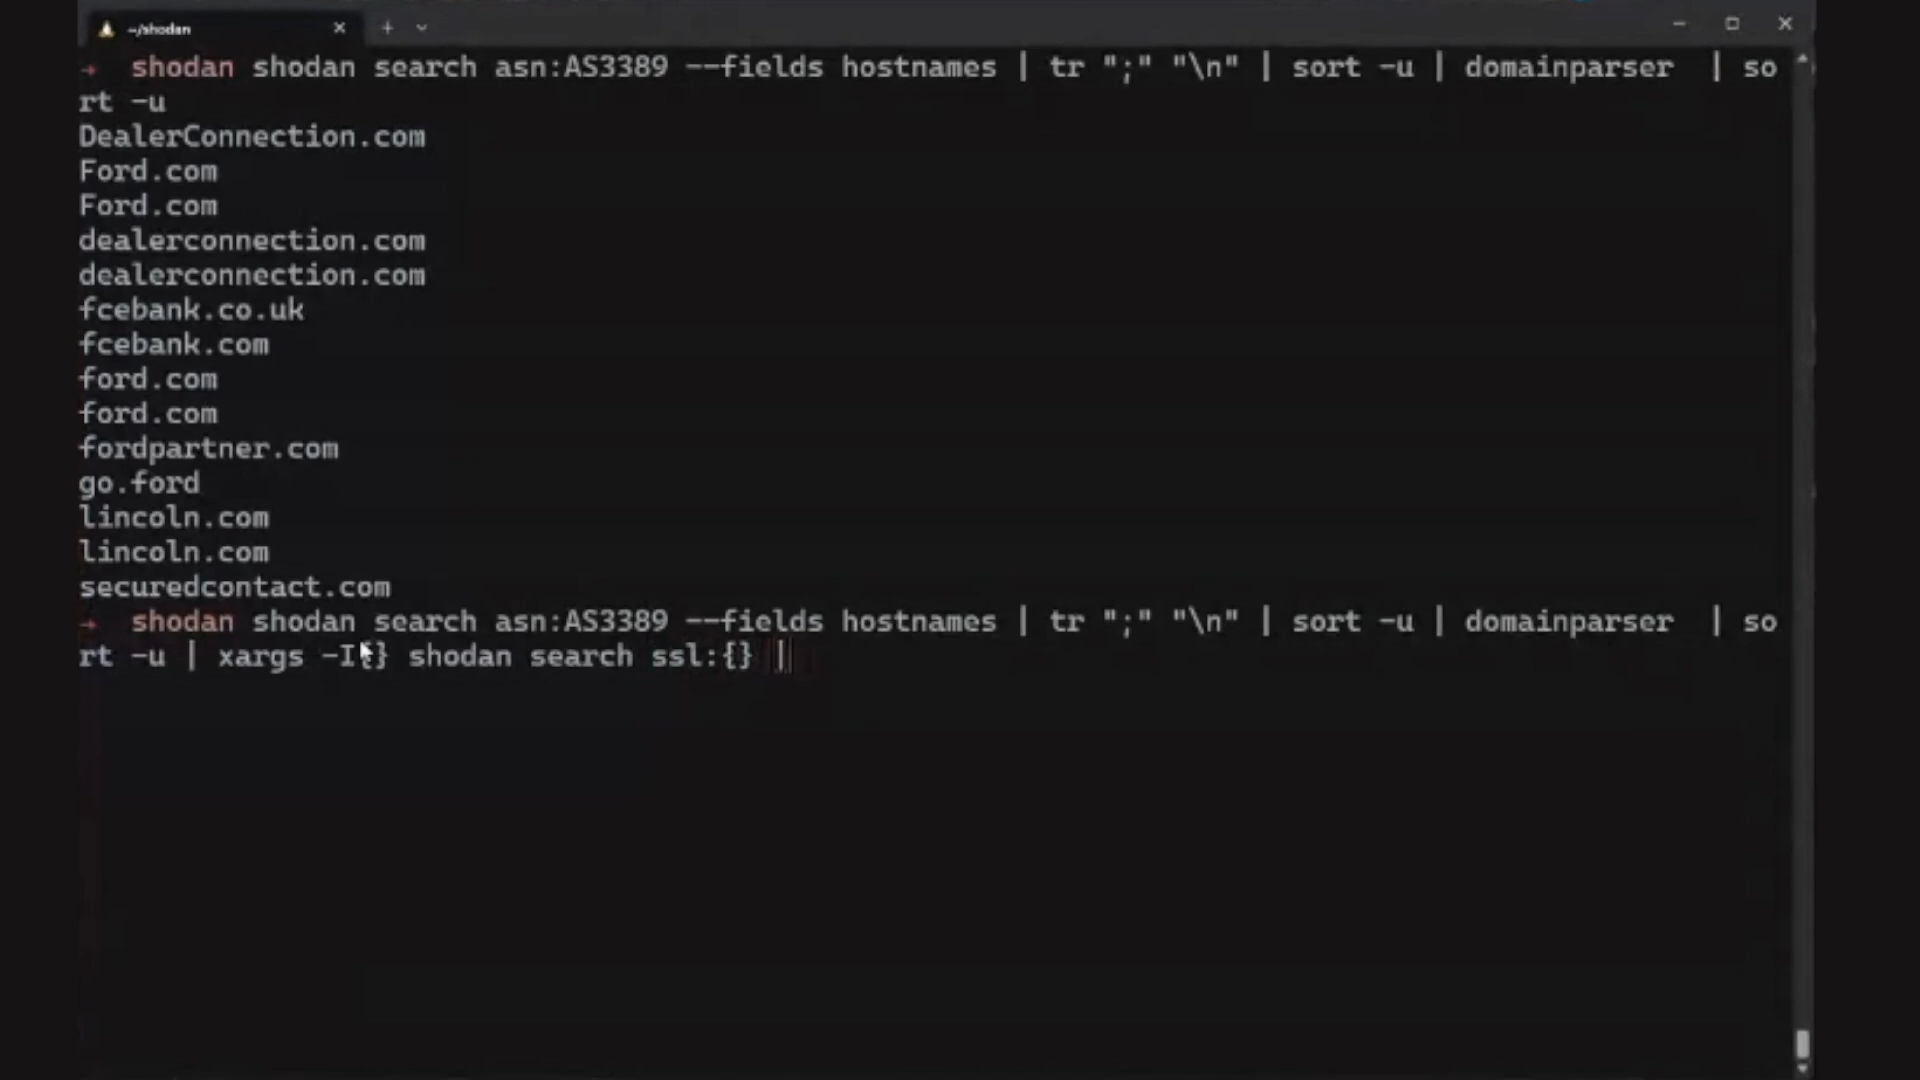 ~/shodan
→ shodan shodan search asn:AS3389 --fields hostnames | tr ";" "\n" | sort -u | domainparser  | so
rt -u
DealerConnection.com
Ford.com
Ford.com
dealerconnection.com
dealerconnection.com
fcebank.co.uk
fcebank.com
ford.com
ford.com
fordpartner.com
go.ford
lincoln.com
lincoln.com
securedcontact.com
→ shodan shodan search asn:AS3389 --fields hostnames | tr ";" "\n" | sort -u | domainparser  | so
rt -u | xargs -I{} shodan search ssl:{} |